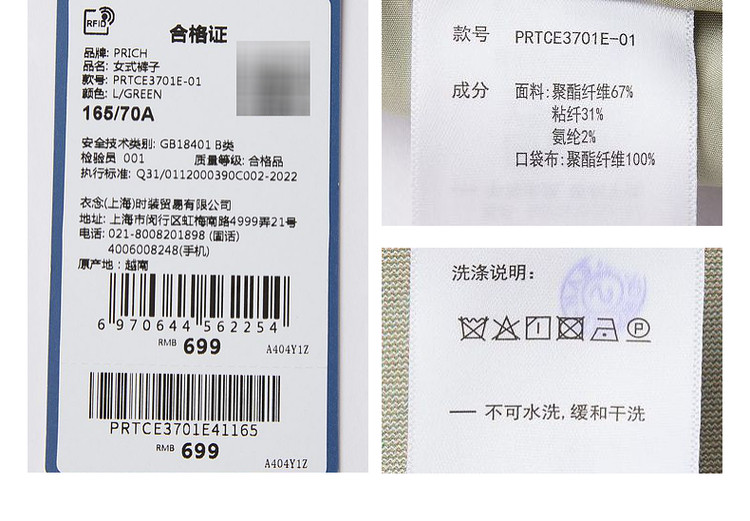 RFID
合格证
品牌: PRICH
品名: 女式裤子
款号: PRTCE3701E-01
颜色: L/GREEN
165/70A
安全技术类别: GB18401 B类
检验员 001 质量等级: 合格品
执行标准: Q31/0112000390C002-2022
衣念(上海)时装贸易有限公司
地址: 上海市闵行区虹梅南路4999弄21号
电话: 021-8008201898 (固话)
4006008248(手机)
原产地: 越南
6 970644 562254
RMB 699 A404Y1Z
PRTCE3701E41165
RMB 699
A404Y1Z
款号 PRTCE3701E-01
成分 面料:聚酯纤维67%
粘纤31%
氨纶2%
口袋布:聚酯纤维100%
洗涤说明:
P
— 不可水洗,缓和干洗